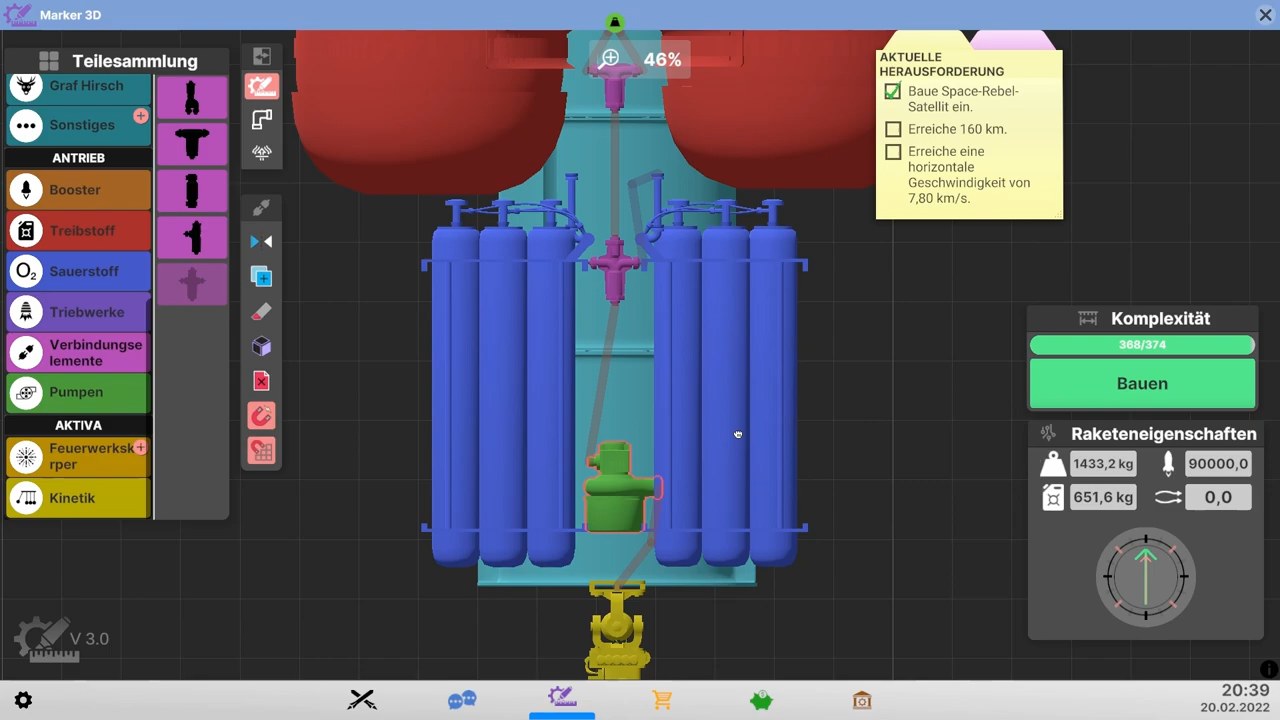 Marker 3D
Teilesammlung
46%
AKTUELLE
HERAUSFORDERUNG
Baue Space-Rebel-
Satellit ein.
Erreiche 160 km.
Erreiche eine
horizontale
Geschwindigkeit von
7,80 km/s.
Graf Hirsch
Sonstiges
ANTRIEB
Booster
Treibstoff
O2
Sauerstoff
Triebwerke
Verbindungse
lemente
Pumpen
AKTIVA
Feuerwerksk
rper
Kinetik
Komplexität
368/374
Bauen
Raketeneigenschaften
1433,2 kg
90000,0
651,6 kg
0,0
V 3.0
20:39
20.02.2022